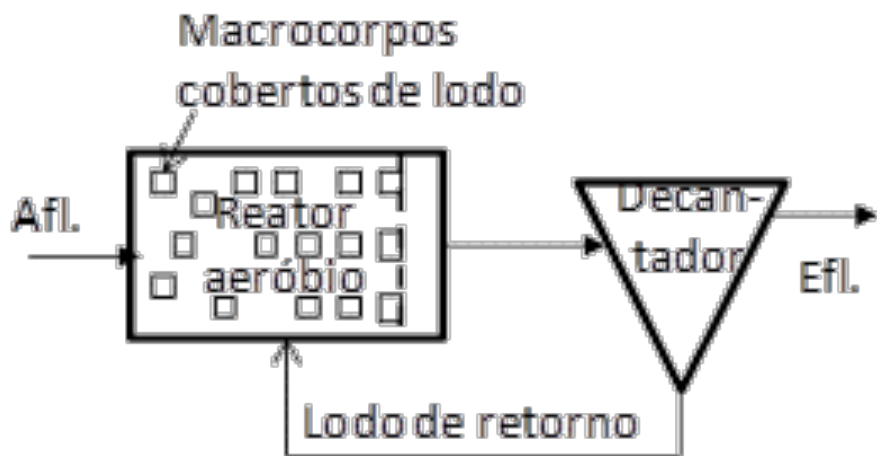 Macrocorpos
cobertos de lodo
Afl.
Reator
aeróbio
Decan-
tador
Efl.
Lodo de retorno